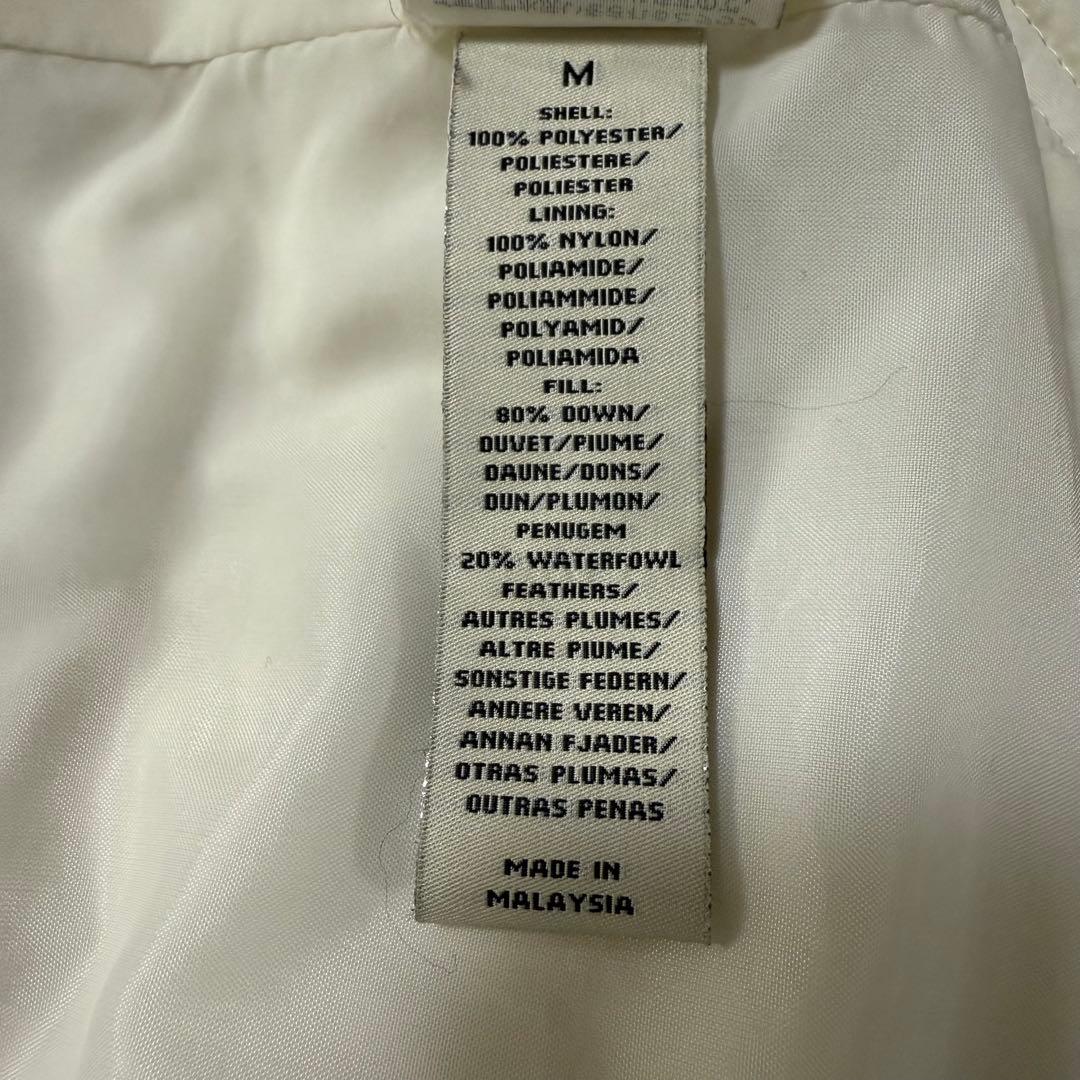 M
SHELL:
100% POLYESTER/
POLIESTERE/
POLIESTER
LINING:
100% NYLON/
POLIAMIDE/
POLIAMMIDE/
POLYAMID/
POLIAMIDA
FILL:
80% DOWN/
DUVET/PIUME/
DAUNE/DONS/
DUN/PLUMON/
PENUGEM
20% WATERFOWL
FEATHERS/
AUTRES PLUMES/
ALTRE PIUME/
SONSTIGE FEDERN/
ANDERE VEREN/
ANNAN FJADER/
OTRAS PLUMAS/
OUTRAS PENAS
MADE IN
MALAYSIA